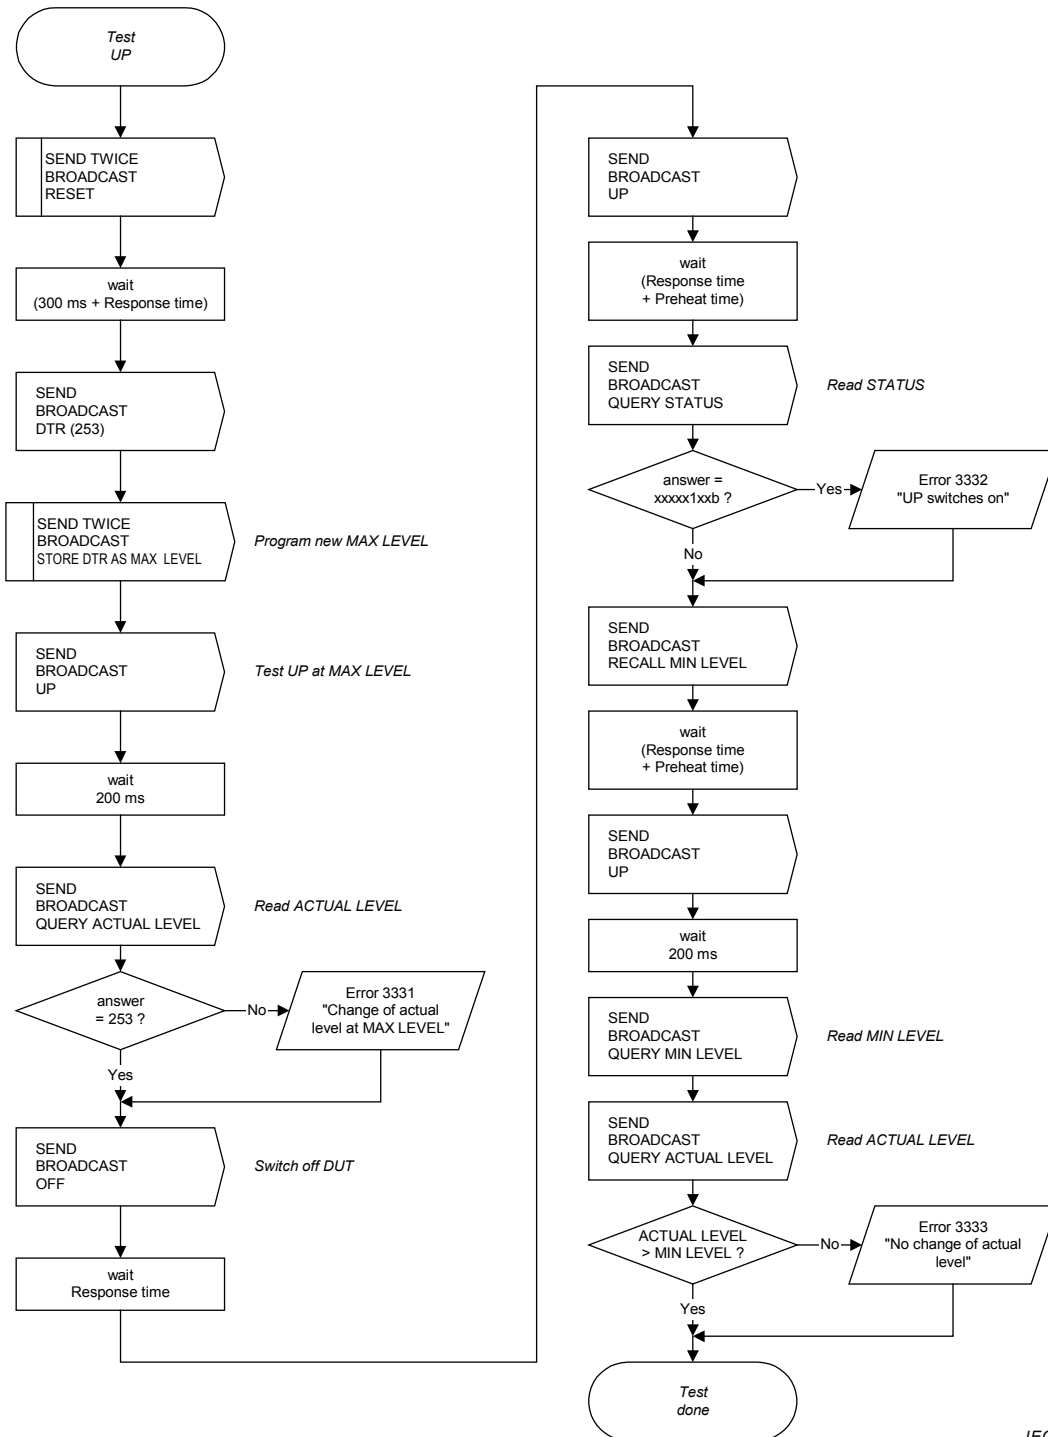 Test
UP
SEND TWICE
BROADCAST
RESET
wait
(300 ms + Response time)
SEND
BROADCAST
DTR (253)
SEND TWICE
BROADCAST
STORE DTR AS MAX LEVEL
Program new MAX LEVEL
SEND
BROADCAST
UP
Test UP at MAX LEVEL
wait
200 ms
SEND
BROADCAST
QUERY ACTUAL LEVEL
Read ACTUAL LEVEL
answer
= 253 ?
No
Error 3331
"Change of actual
level at MAX LEVEL"
Yes
SEND
BROADCAST
OFF
Switch off DUT
wait
Response time
SEND
BROADCAST
UP
wait
(Response time
+ Preheat time)
SEND
BROADCAST
QUERY STATUS
Read STATUS
answer =
xxxxx1xxb ?
Yes
Error 3332
"UP switches on"
No
SEND
BROADCAST
RECALL MIN LEVEL
wait
(Response time
+ Preheat time)
SEND
BROADCAST
UP
wait
200 ms
SEND
BROADCAST
QUERY MIN LEVEL
Read MIN LEVEL
SEND
BROADCAST
QUERY ACTUAL LEVEL
Read ACTUAL LEVEL
ACTUAL LEVEL
> MIN LEVEL ?
No
Error 3333
"No change of actual
level"
Yes
Test
done